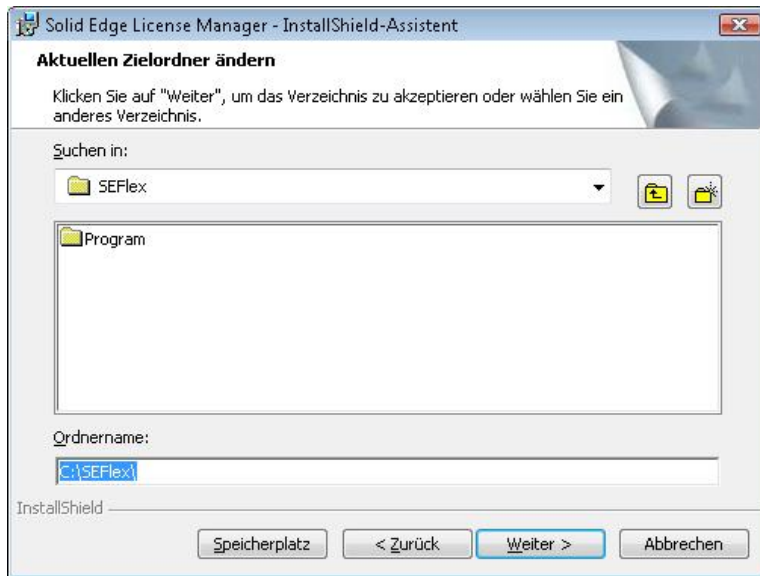 Solid Edge License Manager - InstallShield-Assistent
Aktuellen Zielordner ändern
Klicken Sie auf "Weiter", um das Verzeichnis zu akzeptieren oder wählen Sie ein
anderes Verzeichnis.
Suchen in:
SEFlex
Program
Ordnername:
C:\SEFlex\
InstallShield
Speicherplatz
< Zurück
Weiter >
Abbrechen